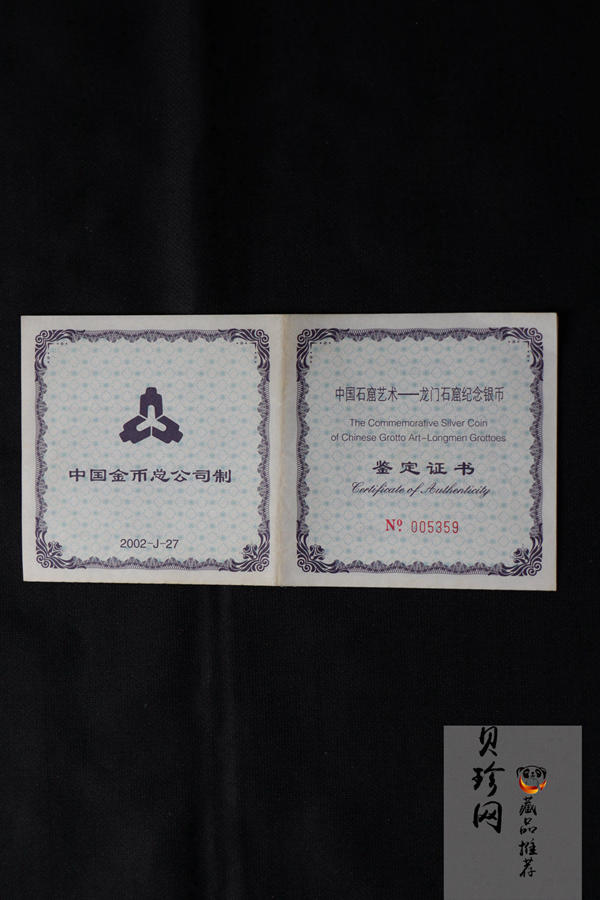 中国金币总公司制
2002-J-27
中国石窟艺术——龙门石窟纪念银币
The Commemorative Silver Coin
of Chinese Grotto Art-Longmen Grottoes
鉴定证书
Certificate of Authenticity
Nº 005359
贝珍网
藏品推荐